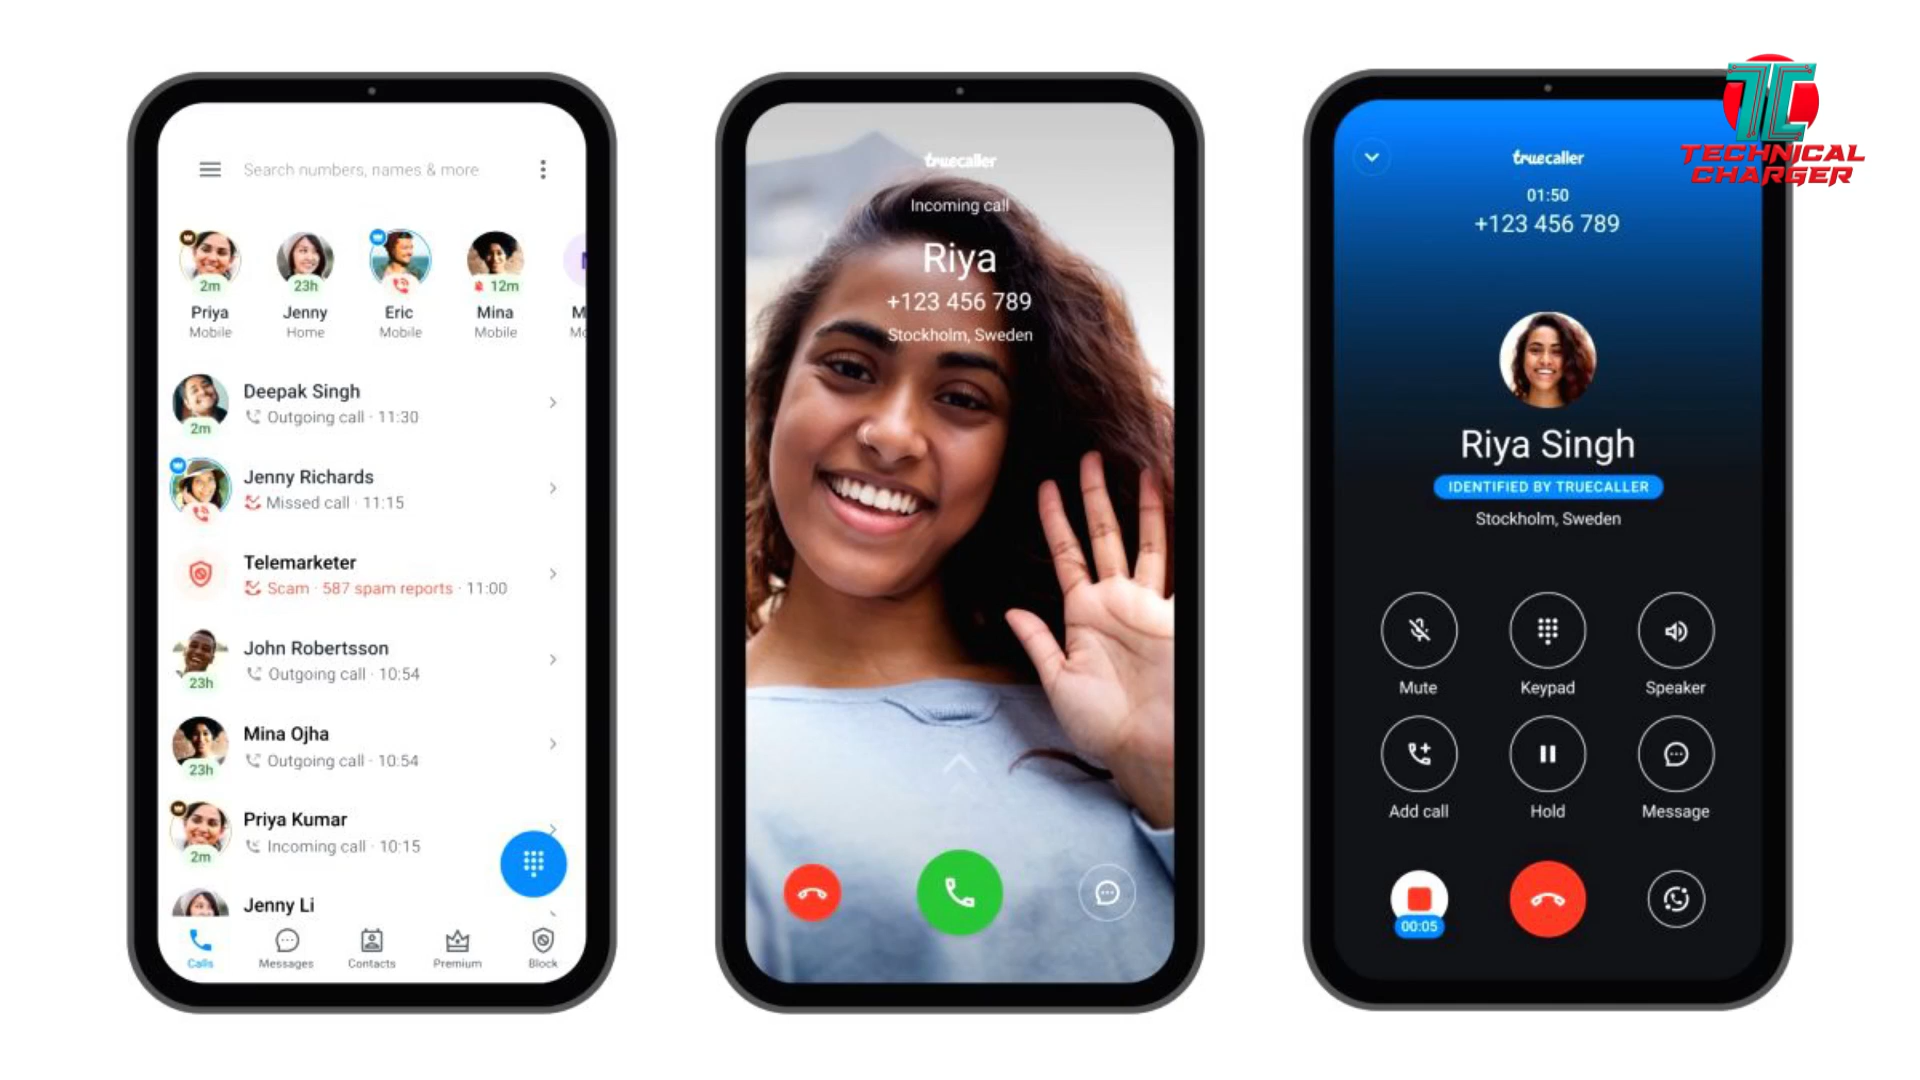 Search numbers, names & more
2m
23h
12m
Priya
Jenny
Eric
Mina
M
Mobile
Home
Mobile
Mobile
Deepak Singh
Outgoing call · 11:30
2m
Jenny Richards
Missed call · 11:15
Telemarketer
Scam · 587 spam reports · 11:00
John Robertsson
Outgoing call · 10:54
23h
Mina Ojha
Outgoing call · 10:54
23h
Priya Kumar
Incoming call · 10:15
2m
Jenny Li
Calls
Messages
Contacts
Premium
Block
truecaller
Incoming call
Riya
+123 456 789
Stockholm, Sweden
truecaller
01:50
+123 456 789
Riya Singh
IDENTIFIED BY TRUECALLER
Stockholm, Sweden
Mute
Keypad
Speaker
Add call
Hold
Message
00:05
TC
TECHNICAL
CHARGER